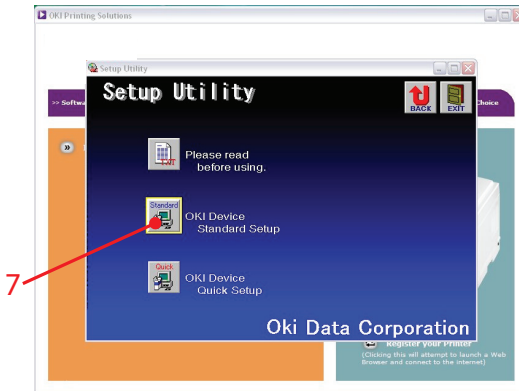 OKI Printing Solutions
Setup Utility
Setup Utility
BACK
EXIT
>> Softwa
Choice
TXT
Please read
before using.
Standard
OKI Device
Standard Setup
7
Quick
OKI Device
Quick Setup
Oki Data Corporation
Register your Printer
(Clicking this will attempt to launch a Web
Browser and connect to the internet)